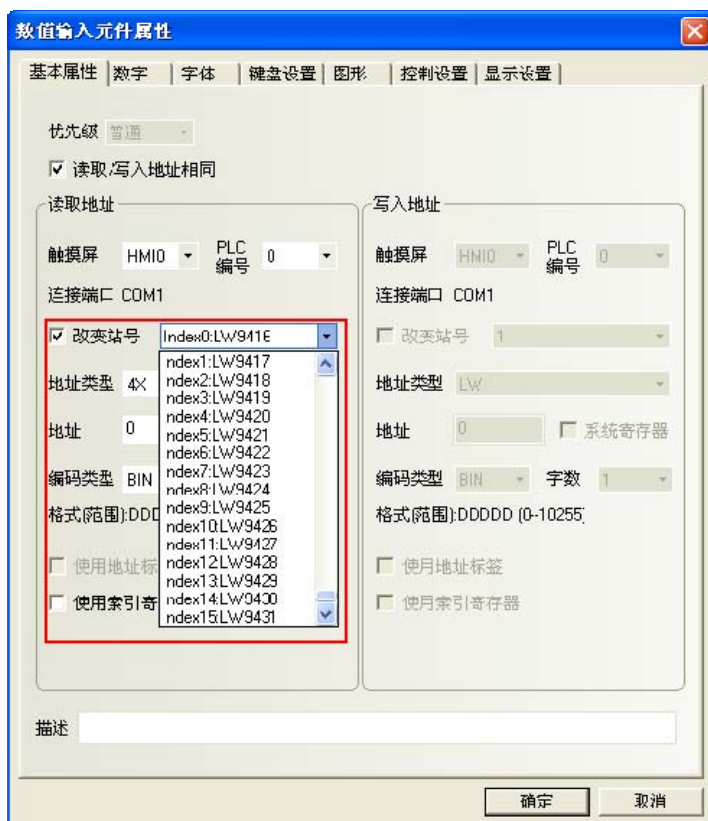 数值输入元件属性
基本属性 数字 字体 键盘设置 图形 控制设置 显示设置
优先级 普通
读取/写入地址相同
读取地址
触摸屏 HMI0 PLC编号 0
连接端口 COM1
改变站号 Index0:LW9416
ndex1:LW9417
ndex2:LW9418
ndex3:LW9419
ndex4:LW9420
ndex5:LW9421
ndex6:LW9422
ndex7:LW9423
ndex8:LW9424
ndex9:LW9425
ndex10:LW9426
ndex11:LW9427
ndex12:LW9428
ndex13:LW9429
ndex14:LW9430
ndex15:LW9431
地址类型 4X
地址 0
编码类型 BIN
格式(范围):DDD
使用地址标
使用索引寄
写入地址
触摸屏 HMI0 PLC编号 0
连接端口 COM1
改变站号 1
地址类型 LW
地址 0 系统寄存器
编码类型 BIN 字数 1
格式(范围):DDDDD (0~10255)
使用地址标签
使用索引寄存器
描述
确定 取消